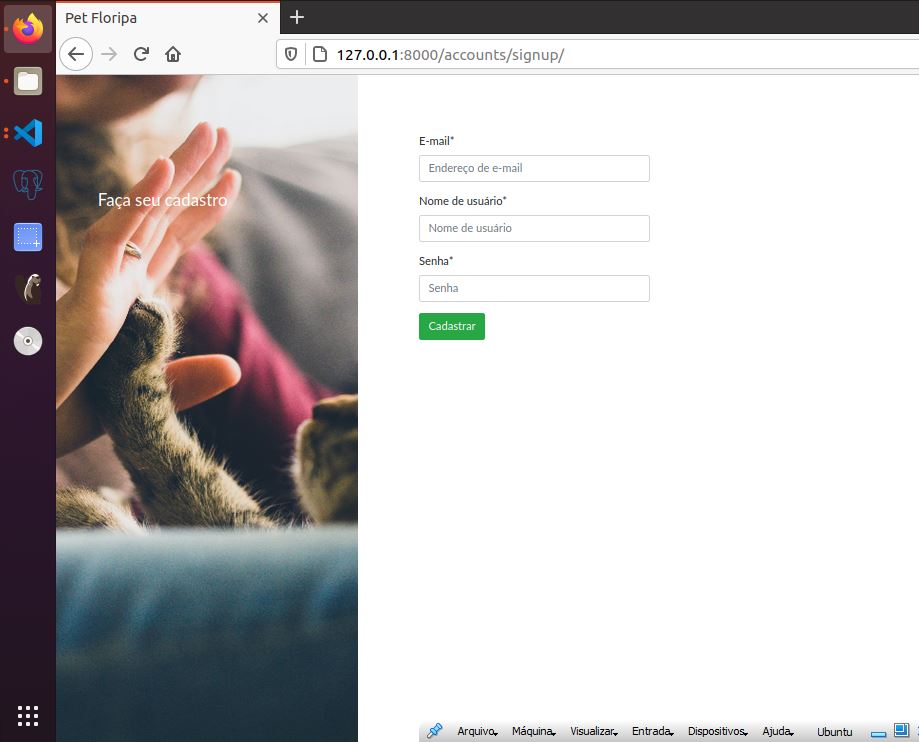 Pet Floripa
127.0.0.1:8000/accounts/signup/
Faça seu cadastro
E-mail*
Endereço de e-mail
Nome de usuário*
Nome de usuário
Senha*
Senha
Cadastrar
Arquivo Máquina Visualizar Entrada Dispositivos Ajuda Ubuntu